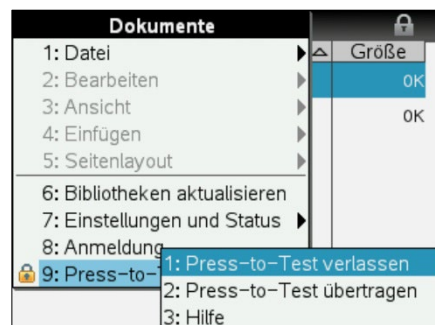 Dokumente
1: Datei
Größe
2: Bearbeiten
0K
3: Ansicht
0K
4: Einfügen
5: Seitenlayout
6: Bibliotheken aktualisieren
7: Einstellungen und Status
8: Anmeldung
9: Press-to-
1: Press-to-Test verlassen
2: Press-to-Test übertragen
3: Hilfe